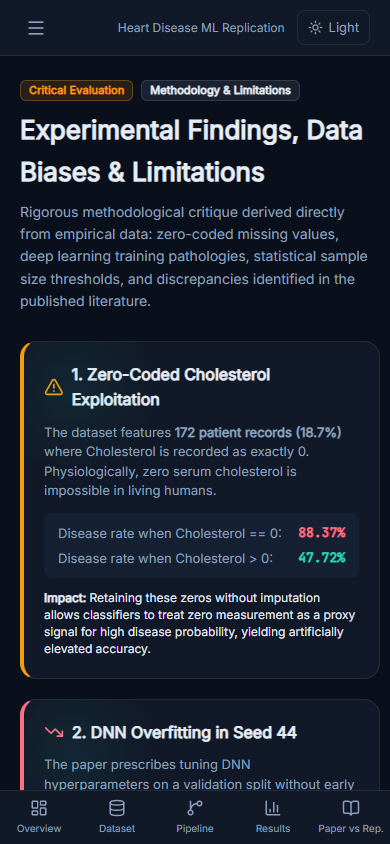 Heart Disease ML Replication
Light
Critical Evaluation
Methodology & Limitations
Experimental Findings, Data
Biases & Limitations
Rigorous methodological critique derived directly
from empirical data: zero-coded missing values,
deep learning training pathologies, statistical sample
size thresholds, and discrepancies identified in the
published literature.
1. Zero-Coded Cholesterol
Exploitation
The dataset features 172 patient records (18.7%)
where Cholesterol is recorded as exactly 0.
Physiologically, zero serum cholesterol is
impossible in living humans.
Disease rate when Cholesterol == 0: 88.37%
Disease rate when Cholesterol > 0: 47.72%
Impact: Retaining these zeros without imputation
allows classifiers to treat zero measurement as a proxy
signal for high disease probability, yielding artificially
elevated accuracy.
2. DNN Overfitting in Seed 44
The paper prescribes tuning DNN
hyperparameters on a validation split without early
Overview
Dataset
Pipeline
Results
Paper vs Rep.